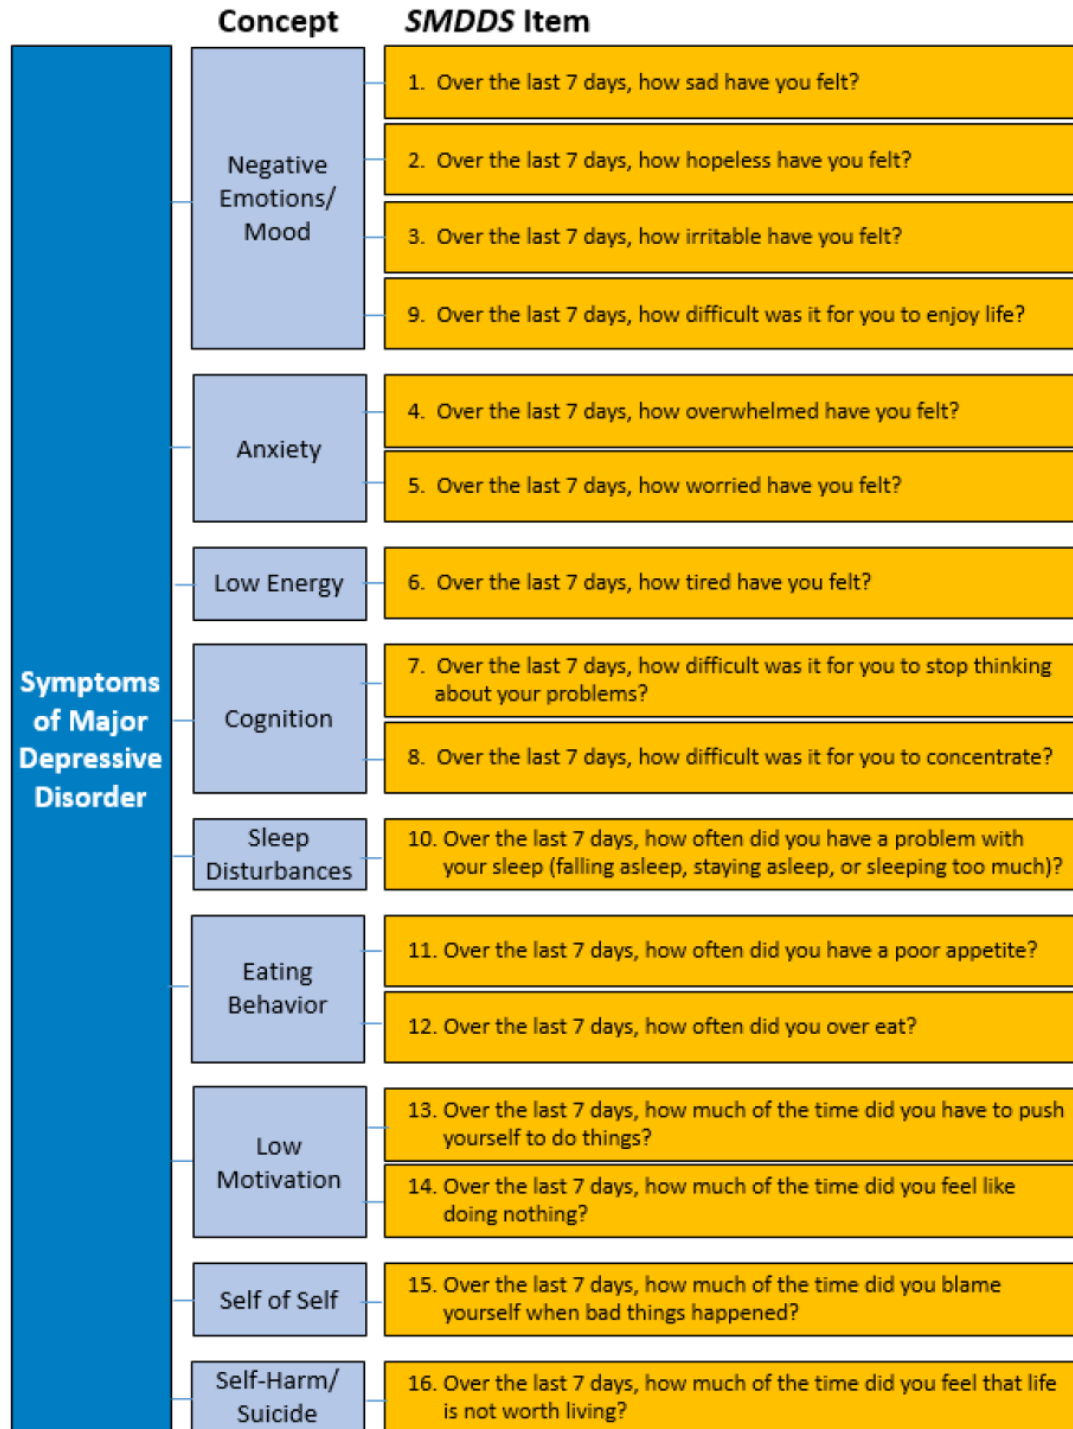 Concept SMDDS Item
Symptoms
of Major
Depressive
Disorder
Negative
Emotions/
Mood
1. Over the last 7 days, how sad have you felt?
2. Over the last 7 days, how hopeless have you felt?
3. Over the last 7 days, how irritable have you felt?
9. Over the last 7 days, how difficult was it for you to enjoy life?
Anxiety
4. Over the last 7 days, how overwhelmed have you felt?
5. Over the last 7 days, how worried have you felt?
Low Energy
6. Over the last 7 days, how tired have you felt?
Cognition
7. Over the last 7 days, how difficult was it for you to stop thinking
about your problems?
8. Over the last 7 days, how difficult was it for you to concentrate?
Sleep
Disturbances
10. Over the last 7 days, how often did you have a problem with
your sleep (falling asleep, staying asleep, or sleeping too much)?
Eating
Behavior
11. Over the last 7 days, how often did you have a poor appetite?
12. Over the last 7 days, how often did you over eat?
Low
Motivation
13. Over the last 7 days, how much of the time did you have to push
yourself to do things?
14. Over the last 7 days, how much of the time did you feel like
doing nothing?
Self of Self
15. Over the last 7 days, how much of the time did you blame
yourself when bad things happened?
Self-Harm/
Suicide
16. Over the last 7 days, how much of the time did you feel that life
is not worth living?